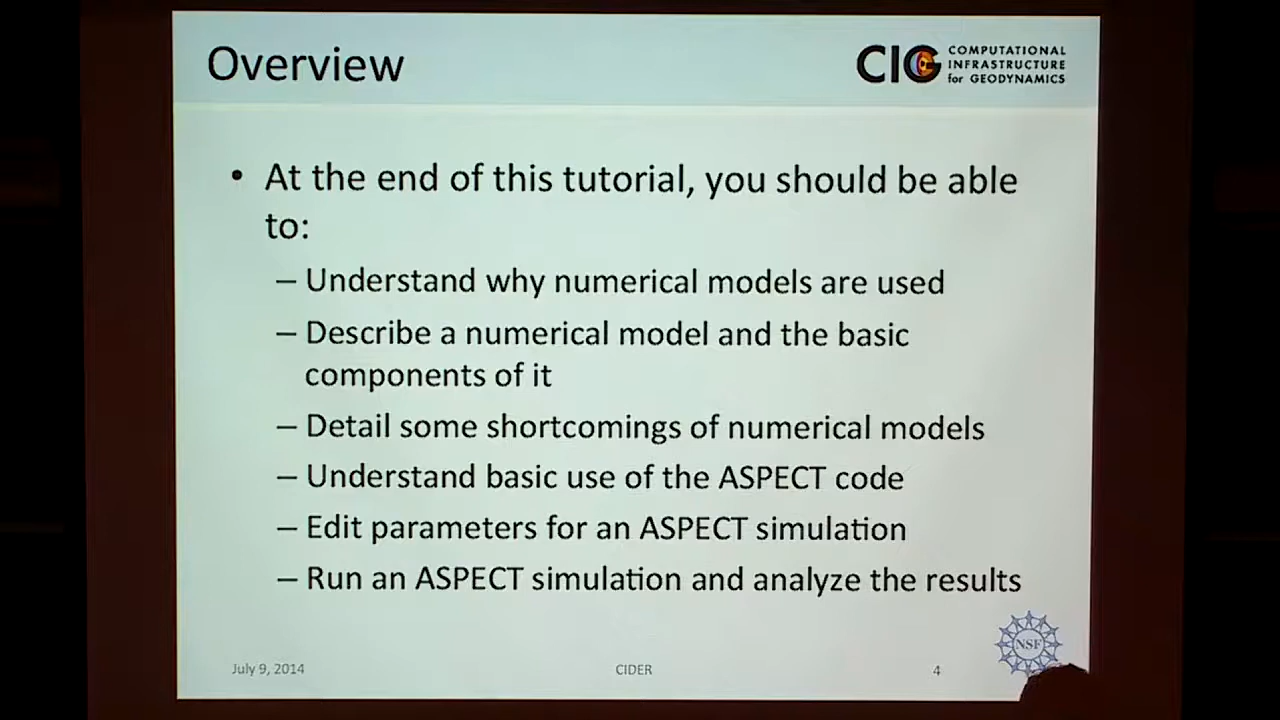 Overview
CIG COMPUTATIONAL
INFRASTRUCTURE
for GEODYNAMICS
• At the end of this tutorial, you should be able
to:
– Understand why numerical models are used
– Describe a numerical model and the basic
components of it
– Detail some shortcomings of numerical models
– Understand basic use of the ASPECT code
– Edit parameters for an ASPECT simulation
– Run an ASPECT simulation and analyze the results
NSF
July 9, 2014
CIDER
4